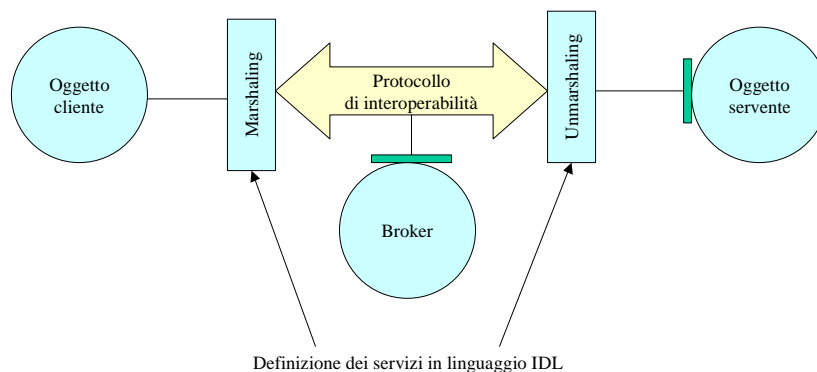 Oggetto
cliente
Marshaling
Protocollo
di interoperabilità
Unmarshaling
Oggetto
servente
Broker
Definizione dei servizi in linguaggio IDL